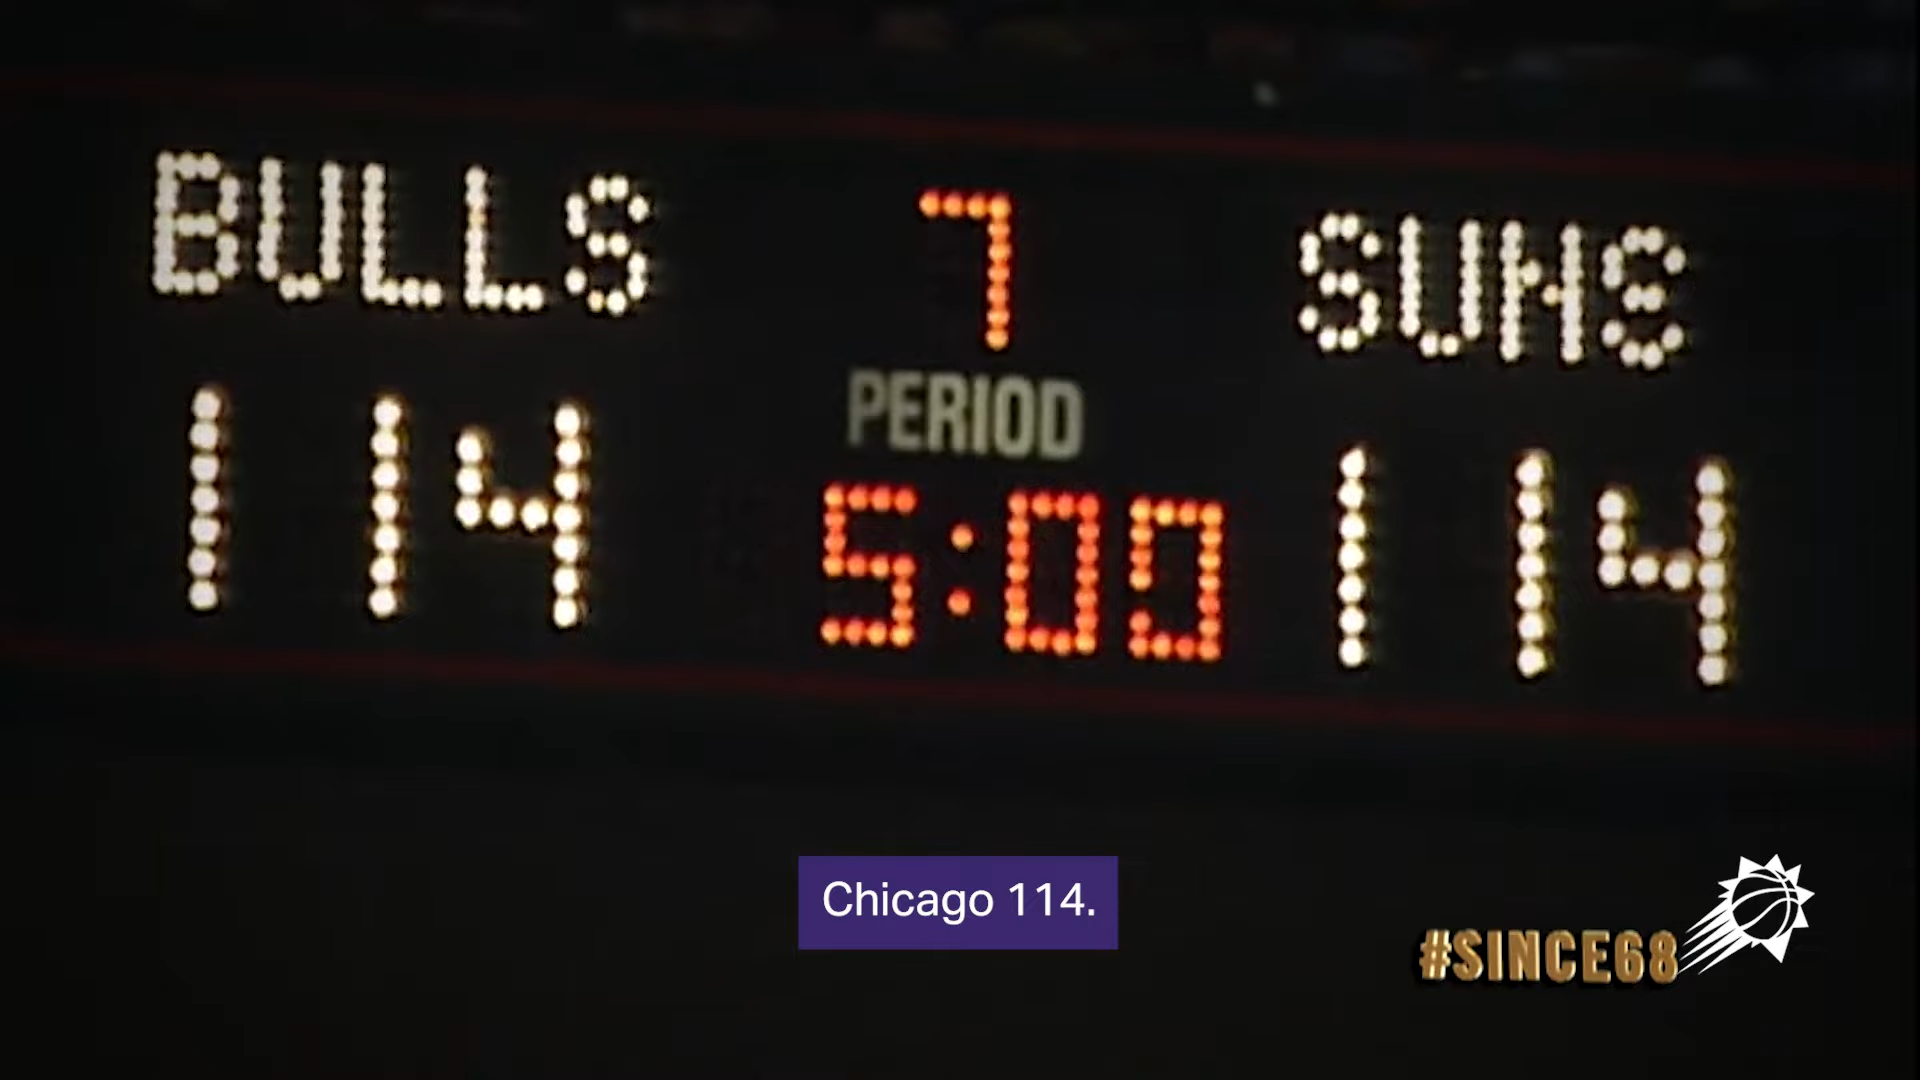 BULLS 7 SUNS
PERIOD
114 5:00 114
Chicago 114.
#SINCE68